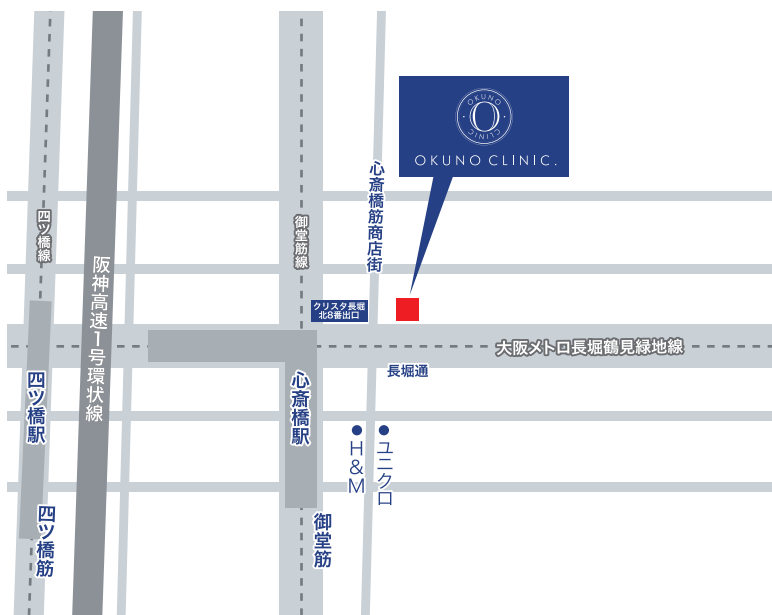 OKUNO
CLINIC
OKUNO CLINIC.
心斎橋筋商店街
四ツ橋線
御堂筋線
阪神高速1号環状線
クリスタ長堀
北8番出口
大阪メトロ長堀鶴見緑地線
長堀通
四ツ橋駅
心斎橋駅
H&M
ユニクロ
四ツ橋筋
御堂筋